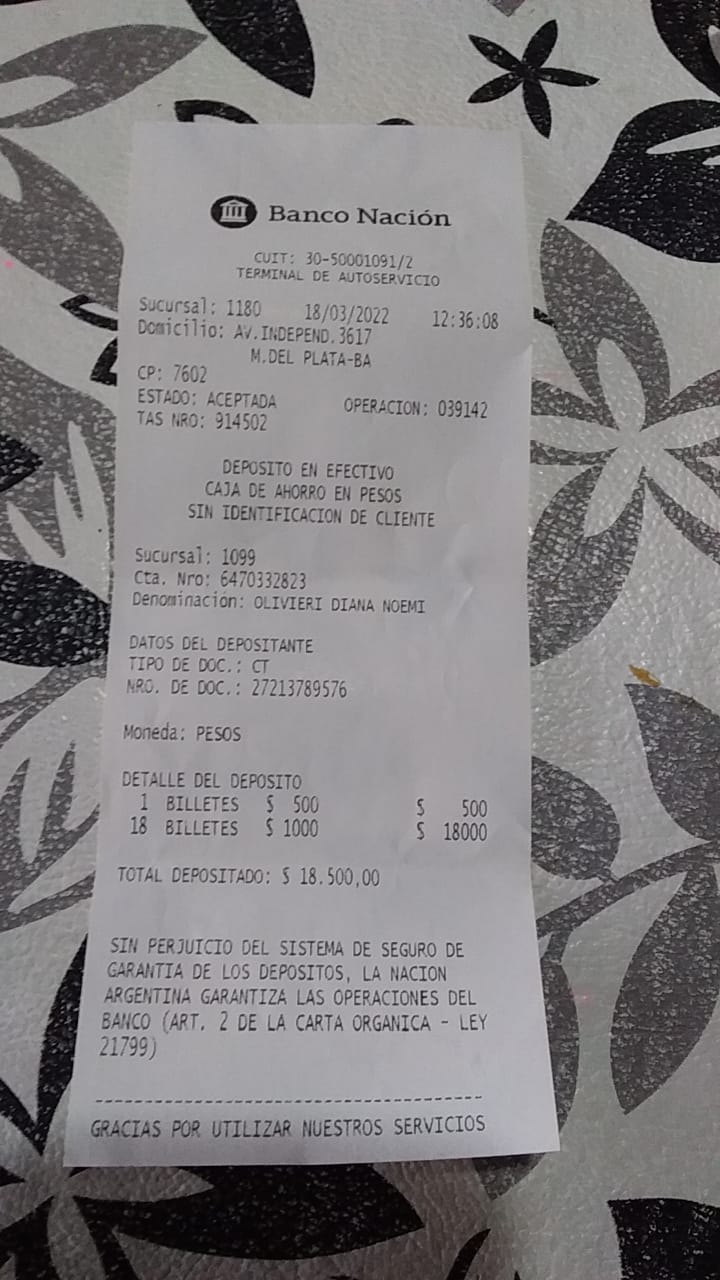 Banco Nación
CUIT: 30-50001091/2
TERMINAL DE AUTOSERVICIO
Sucursal: 1180 18/03/2022 12:36:08
Domicilio: AV.INDEPEND.3617
M.DEL PLATA-BA
CP: 7602
ESTADO: ACEPTADA OPERACION: 039142
TAS NRO: 914502
DEPOSITO EN EFECTIVO
CAJA DE AHORRO EN PESOS
SIN IDENTIFICACION DE CLIENTE
Sucursal: 1099
Cta. Nro: 6470332823
Denominación: OLIVIERI DIANA NOEMI
DATOS DEL DEPOSITANTE
TIPO DE DOC.: CT
NRO. DE DOC.: 27213789576
Moneda: PESOS
DETALLE DEL DEPOSITO
1 BILLETES $ 500 $ 500
18 BILLETES $ 1000 $ 18000
TOTAL DEPOSITADO: $ 18.500,00
SIN PERJUICIO DEL SISTEMA DE SEGURO DE
GARANTIA DE LOS DEPOSITOS, LA NACION
ARGENTINA GARANTIZA LAS OPERACIONES DEL
BANCO (ART. 2 DE LA CARTA ORGANICA - LEY
21799)
----------------------------------------
GRACIAS POR UTILIZAR NUESTROS SERVICIOS